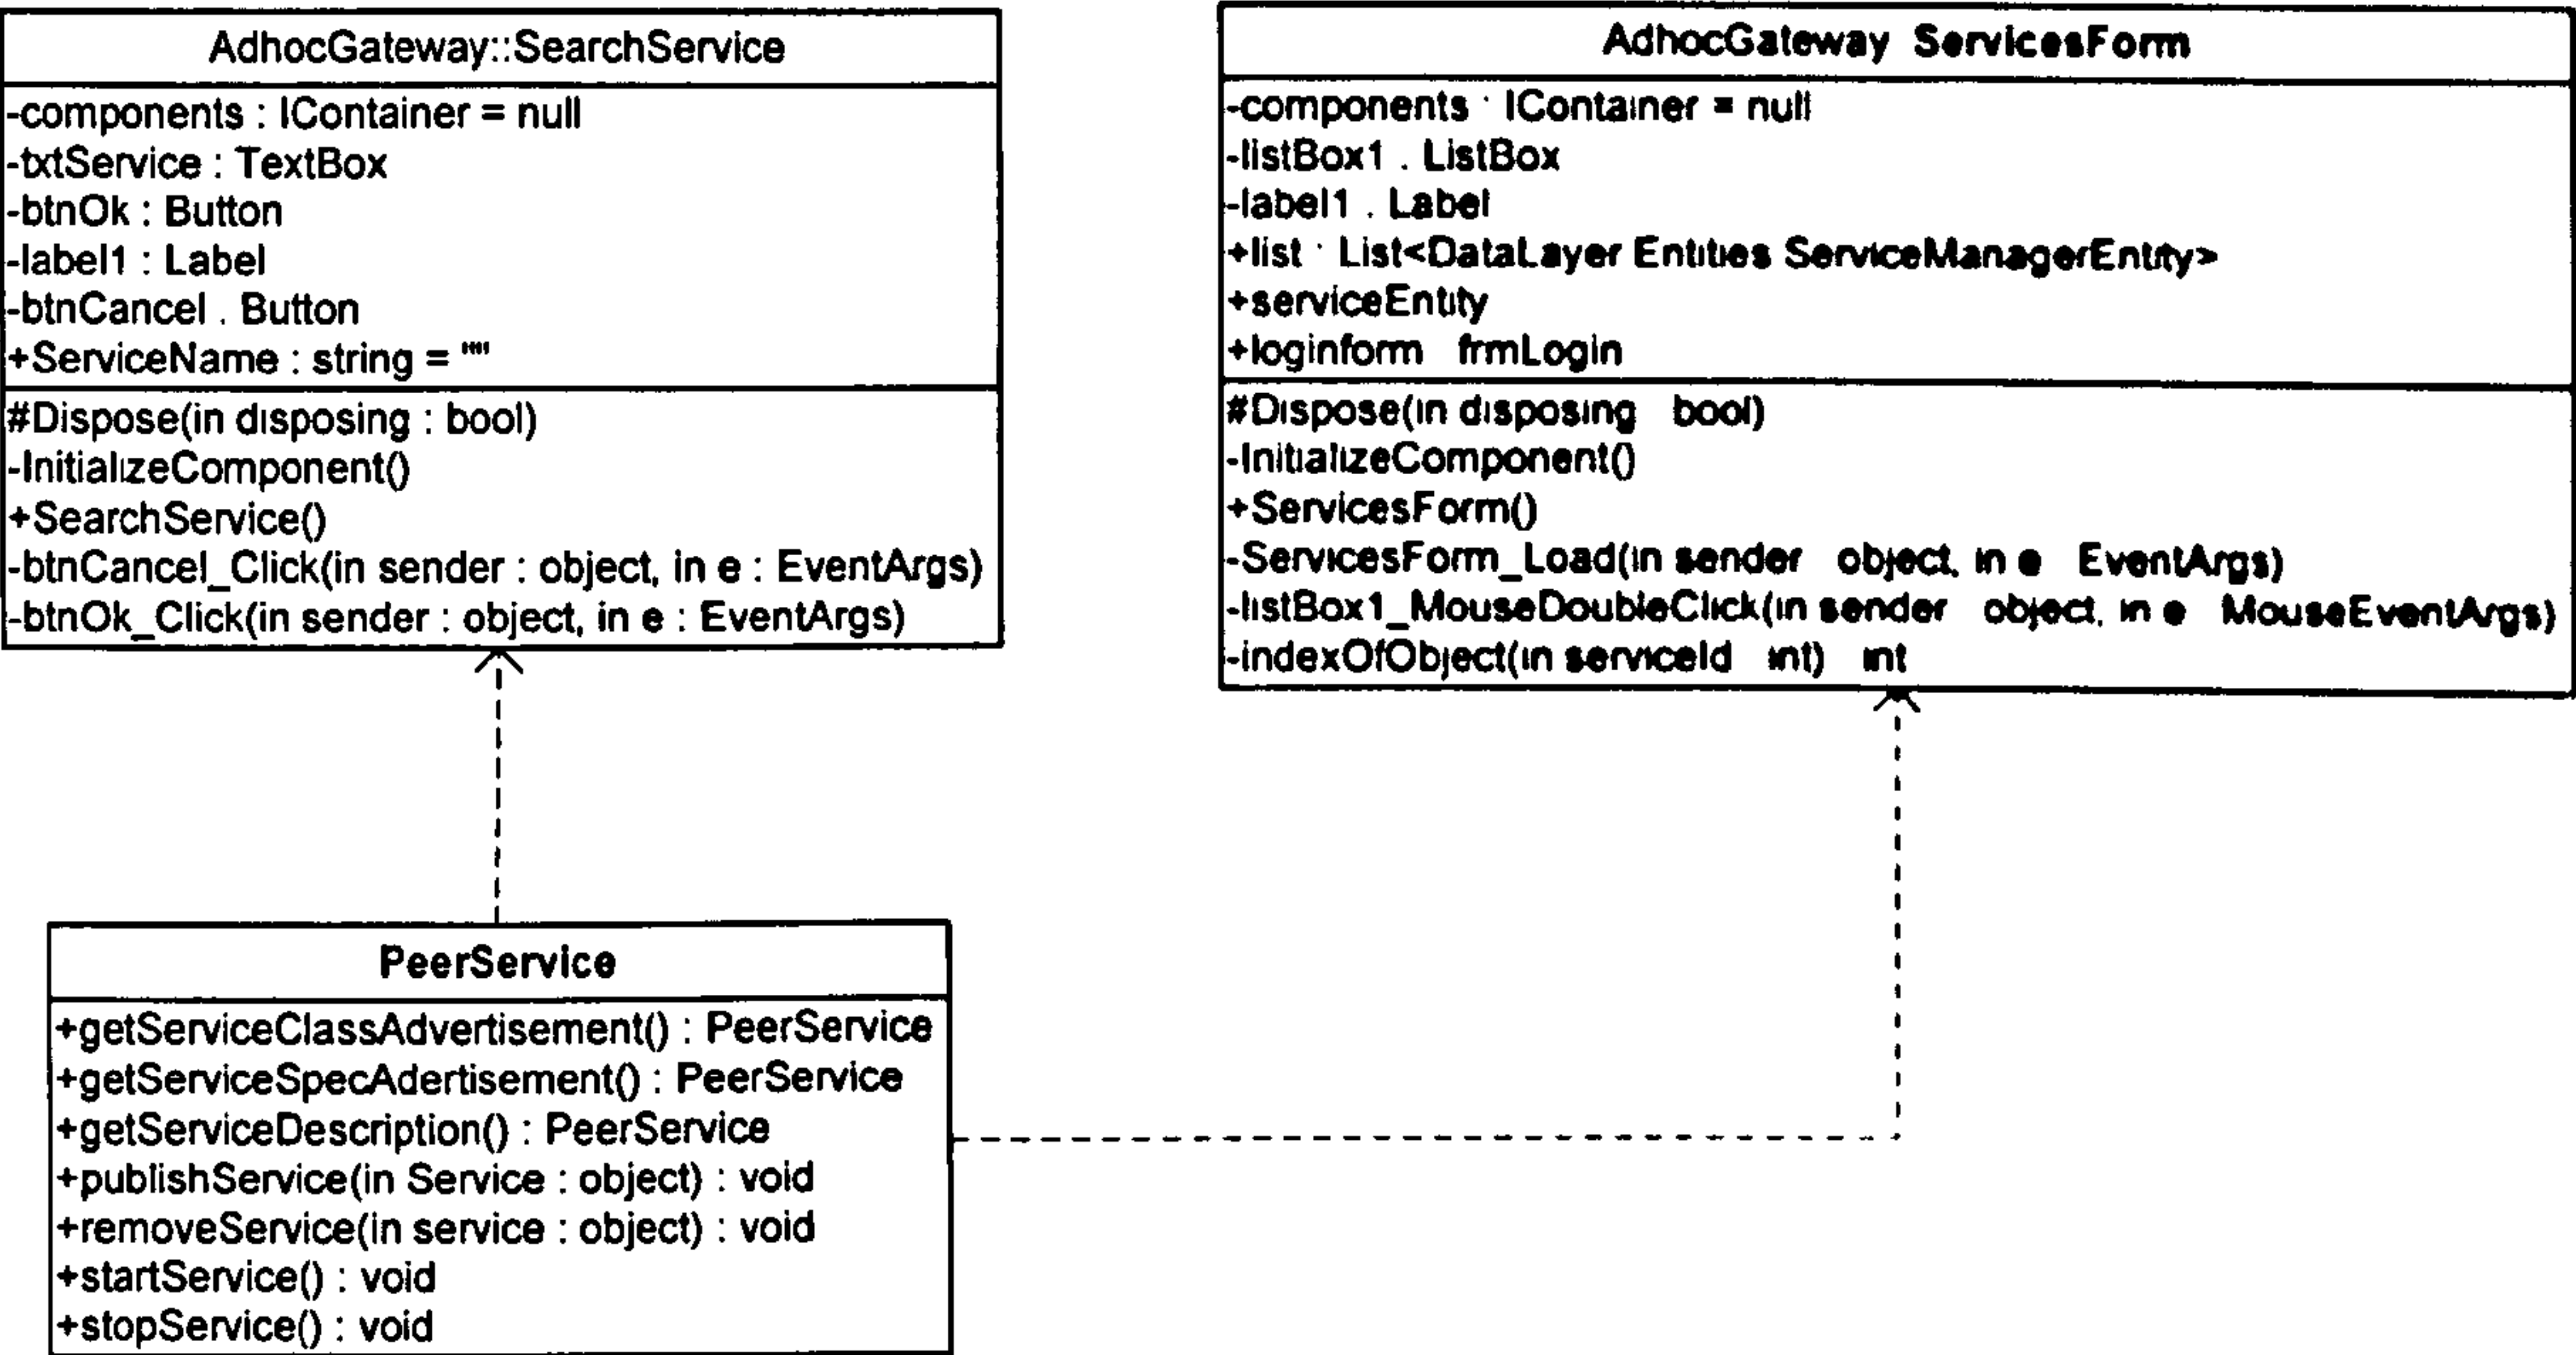 AdhocGateway::SearchService
-components : IContainer = null
-txtService : TextBox
-btnOk : Button
-label1 : Label
-btnCancel . Button
+ServiceName : string = ""
#Dispose(in disposing : bool)
-InitializeComponent()
+SearchService()
-btnCancel_Click(in sender : object, in e : EventArgs)
-btnOk_Click(in sender : object, in e : EventArgs)
AdhocGateway ServicesForm
-components : IContainer = null
-listBox1 . ListBox
-label1 . Label
+list : List<DataLayer Entities ServiceManagerEntity>
+serviceEntity
+loginform frmLogin
#Dispose(in disposing bool)
-InitializeComponent()
+ServicesForm()
-ServicesForm_Load(in sender object, in e EventArgs)
-listBox1_MouseDoubleClick(in sender object, in e MouseEventArgs)
-indexOfObject(in serviceId int) int
PeerService
+getServiceClassAdvertisement() : PeerService
+getServiceSpecAdertisement() : PeerService
+getServiceDescription() : PeerService
+publishService(in Service : object) : void
+removeService(in service : object) : void
+startService() : void
+stopService() : void